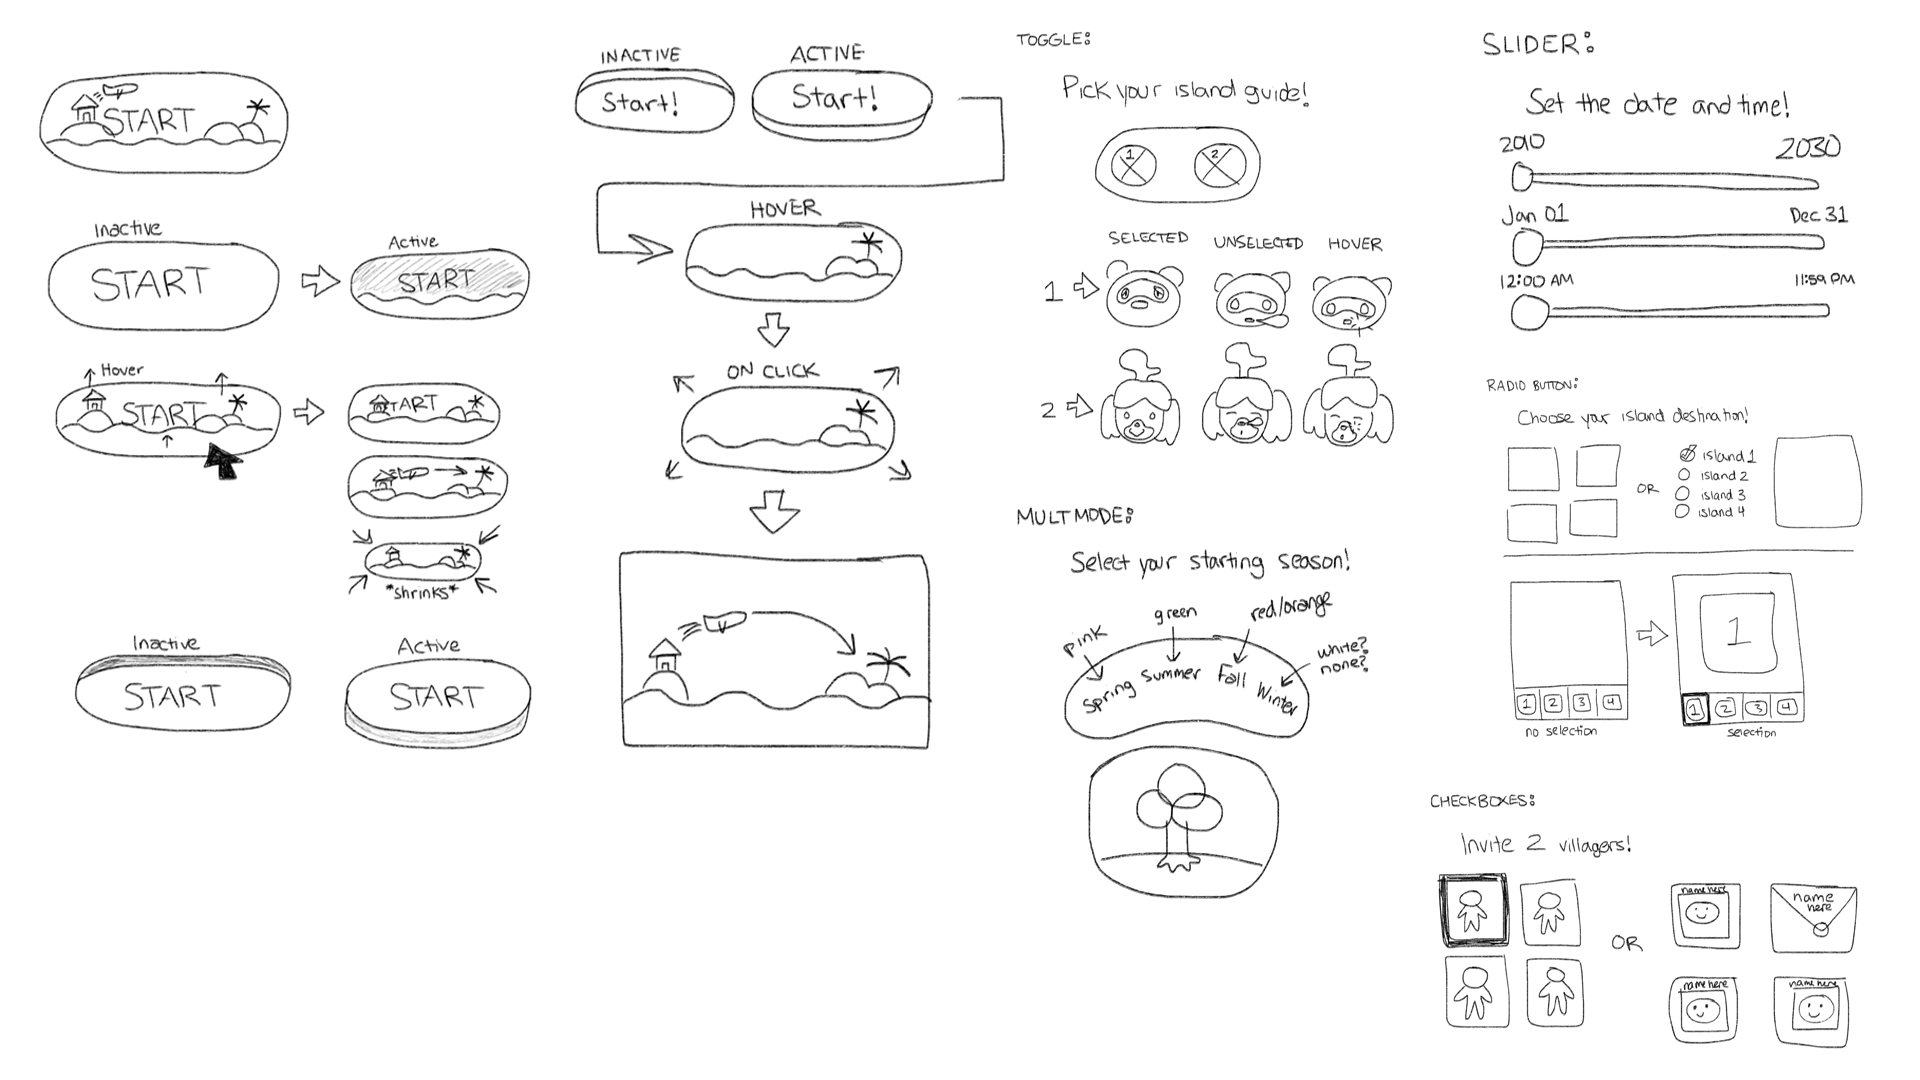 START
Inactive
START
Active
START
Hover
START
START
*shrinks*
Inactive
START
Active
START
INACTIVE
Start!
ACTIVE
Start!
HOVER
ON CLICK
TOGGLE:
Pick your island guide!
1
2
SELECTED
UNSELECTED
HOVER
1
2
MULTMODE:
Select your starting season!
pink
green
red/orange
white?
none?
Spring
Summer
Fall
Winter
SLIDER:
Set the date and time!
2010
2030
Jan 01
Dec 31
12:00 AM
11:59 PM
RADIO BUTTON:
Choose your island destination!
OR
island 1
island 2
island 3
island 4
1 2 3 4
no selection
1
1 2 3 4
selection
CHECKBOXES:
Invite 2 villagers!
OR
name here
name
here
name here
name here